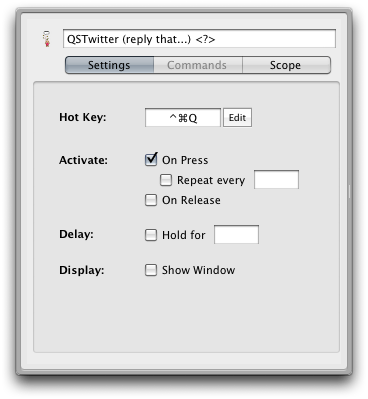 QSTwitter (reply that...) <?>
Settings Commands Scope
Hot Key: ^⌘Q Edit
Activate: On Press
Repeat every
On Release
Delay: Hold for
Display: Show Window